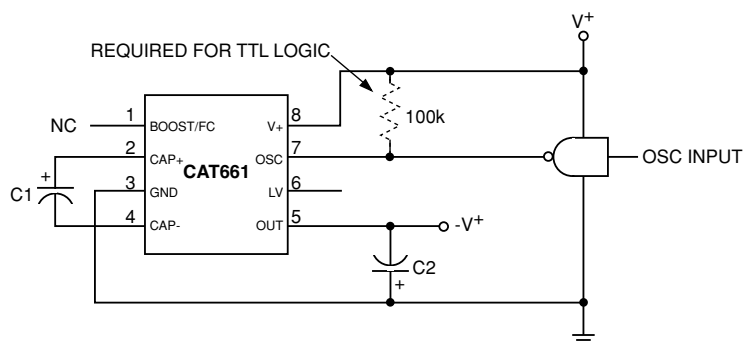 V+
REQUIRED FOR TTL LOGIC
NC
1
BOOST/FC
V+
8
100k
2
CAP+
OSC
7
OSC INPUT
CAT661
+
C1
3
GND
LV
6
4
CAP-
OUT
5
-V+
C2
+